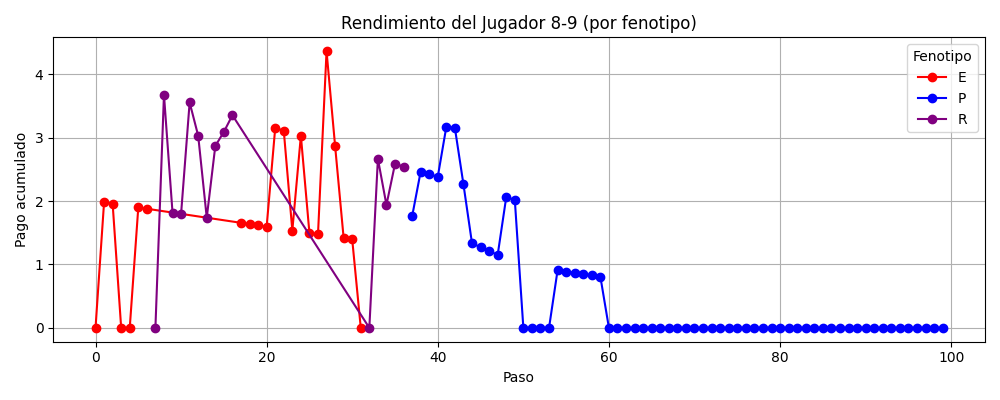 Rendimiento del Jugador 8-9 (por fenotipo)
Pago acumulado
4
3
2
1
0
Fenotipo
E
P
R
0 20 40 60 80 100
Paso